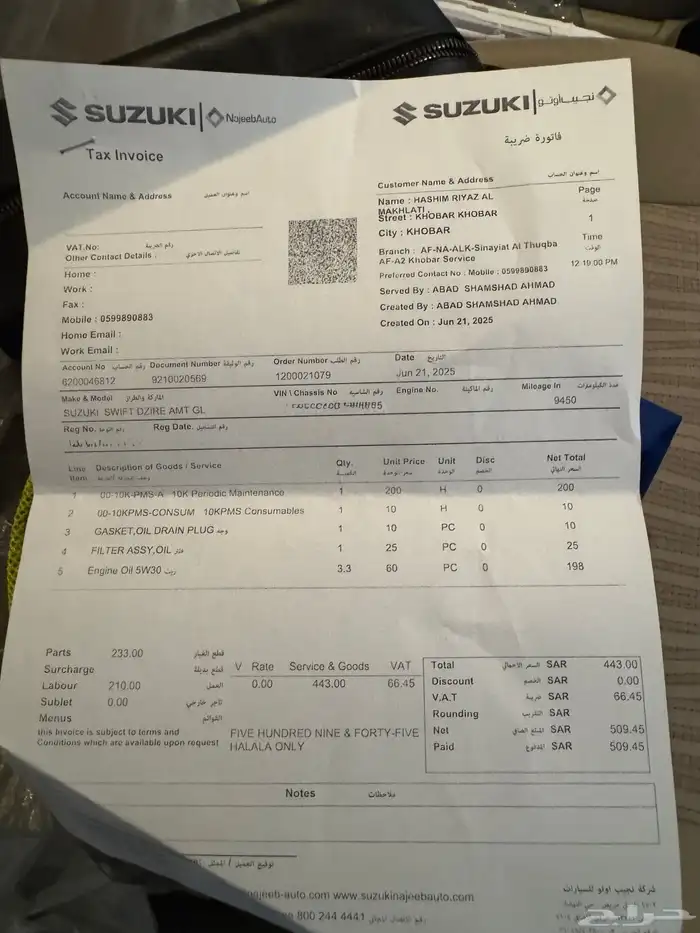 SUZUKI NajeebAuto
SUZUKI نجيب أوتو
Tax Invoice
فاتورة ضريبة
Account Name & Address اسم وعنوان العميل
Customer Name & Address اسم وعنوان الحساب
Name : HASHIM RIYAZ AL
MAKHLATI
Street : KHOBAR KHOBAR
City : KHOBAR
Page
صفحة
1
Time
الوقت
12:19:00 PM
Branch : AF-NA-ALK-Sinayiat Al Thuqba
AF-A2 Khobar Service
Preferred Contact No : Mobile : 0599890883
Served By : ABAD SHAMSHAD AHMAD
Created By : ABAD SHAMSHAD AHMAD
Created On : Jun 21, 2025
VAT.No: رقم الضريبة
Other Contact Details . تفاصيل الاتصال الاخرى
Home :
Work :
Fax :
Mobile : 0599890883
Home Email :
Work Email :
Account No رقم الحساب Document Number رقم الوثيقة Order Number رقم الطلب Date التاريخ
6200046812 9210020569 1200021079 Jun 21, 2025
Make & Model الماركة والطراز VIN \ Chassis No رقم الشاصيه Engine No. رقم الماكينة Mileage In عدد الكيلومترات
SUZUKI SWIFT DZIRE AMT GL 9450
Reg No. رقم اللوحة Reg Date. رقم التسجيل
Line Item Description of Goods / Service Qty. الكمية Unit Price سعر الوحدة Unit الوحدة Disc الخصم Net Total السعر النهائي
1 00-10K-PMS-A 10K Periodic Maintenance 1 200 H 0 200
2 00-10KPMS-CONSUM 10KPMS Consumables 1 10 H 0 10
3 GASKET,OIL DRAIN PLUG وجه 1 10 PC 0 10
4 FILTER ASSY,OIL فلتر 1 25 PC 0 25
5 Engine Oil 5W30 زيت 3.3 60 PC 0 198
Parts 233.00 قطع الغيار
Surcharge قطع بديلة
Labour 210.00 العمل
Sublet 0.00 تأجر خارجي
Menus القوائم
V Rate Service & Goods VAT
0.00 443.00 66.45
Total السعر الاجمالي SAR 443.00
Discount الخصم SAR 0.00
V.A.T ضريبة SAR 66.45
Rounding التقريب SAR
Net المبلغ الصافي SAR 509.45
Paid المدفوع SAR 509.45
this Invoice is subject to terms and
Conditions which are available upon request
FIVE HUNDRED NINE & FORTY-FIVE
HALALA ONLY
Notes ملاحظات
توقيع العميل /
najeeb-auto.com www.suzukinajeebauto.com
800 244 4441
شركة نجيب اوتو للسيارات
حراج